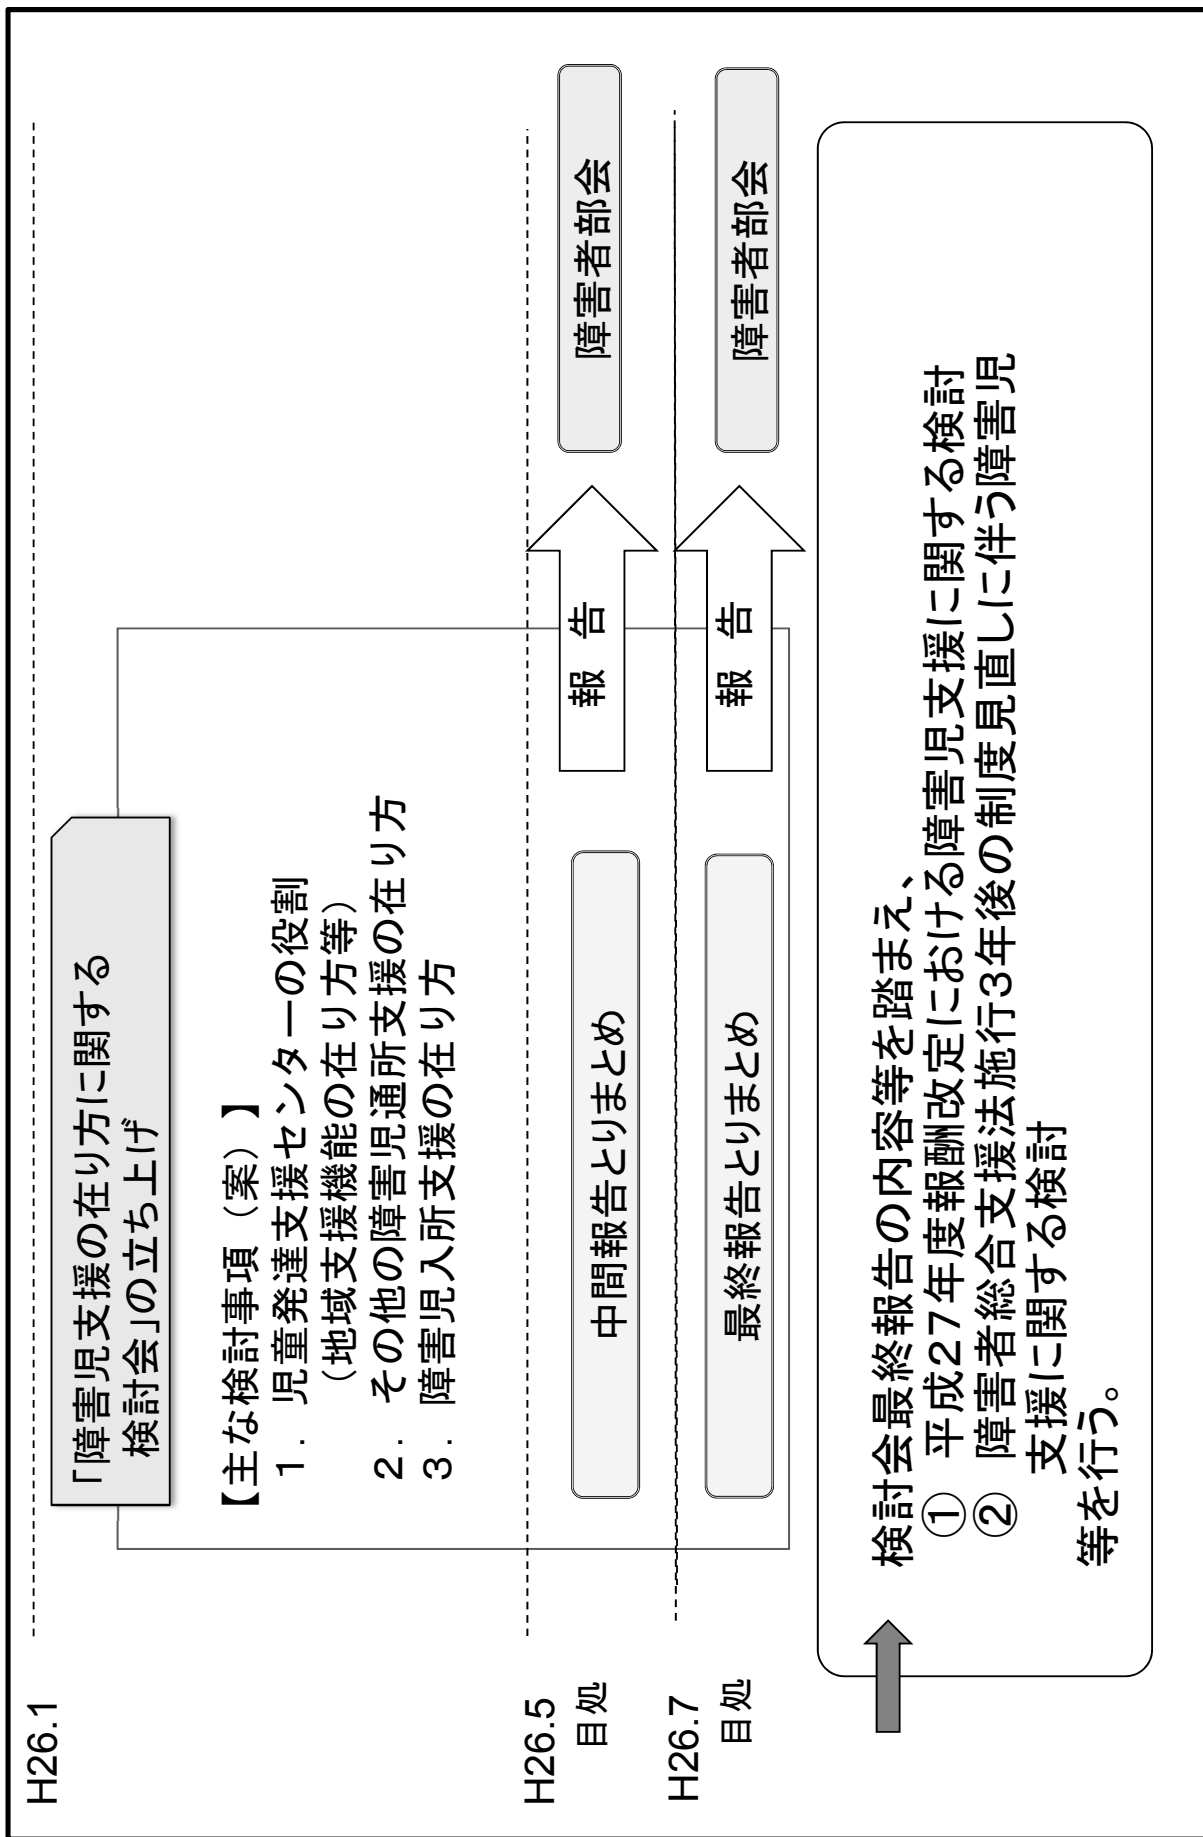 H26.1
「障害児支援の在り方に関する
検討会」の立ち上げ
【主な検討事項（案）】
１． 児童発達支援センターの役割
（地域支援機能の在り方等）
２． その他の障害児通所支援の在り方
３． 障害児入所支援の在り方
H26.5
目処
中間報告とりまとめ
報 告
障害者部会
H26.7
目処
最終報告とりまとめ
報 告
障害者部会
検討会最終報告の内容等を踏まえ、
① 平成２７年度報酬改定における障害児支援に関する検討
② 障害者総合支援法施行３年後の制度見直しに伴う障害児
支援に関する検討
等を行う。